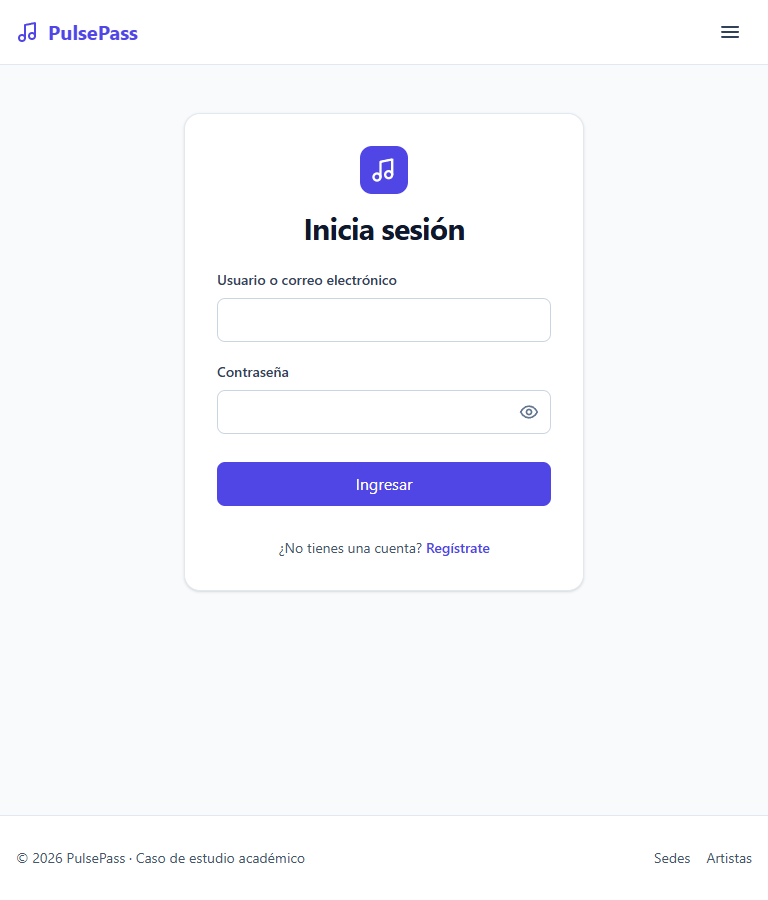 PulsePass
Inicia sesión
Usuario o correo electrónico
Contraseña
Ingresar
¿No tienes una cuenta? Regístrate
© 2026 PulsePass · Caso de estudio académico
Sedes Artistas